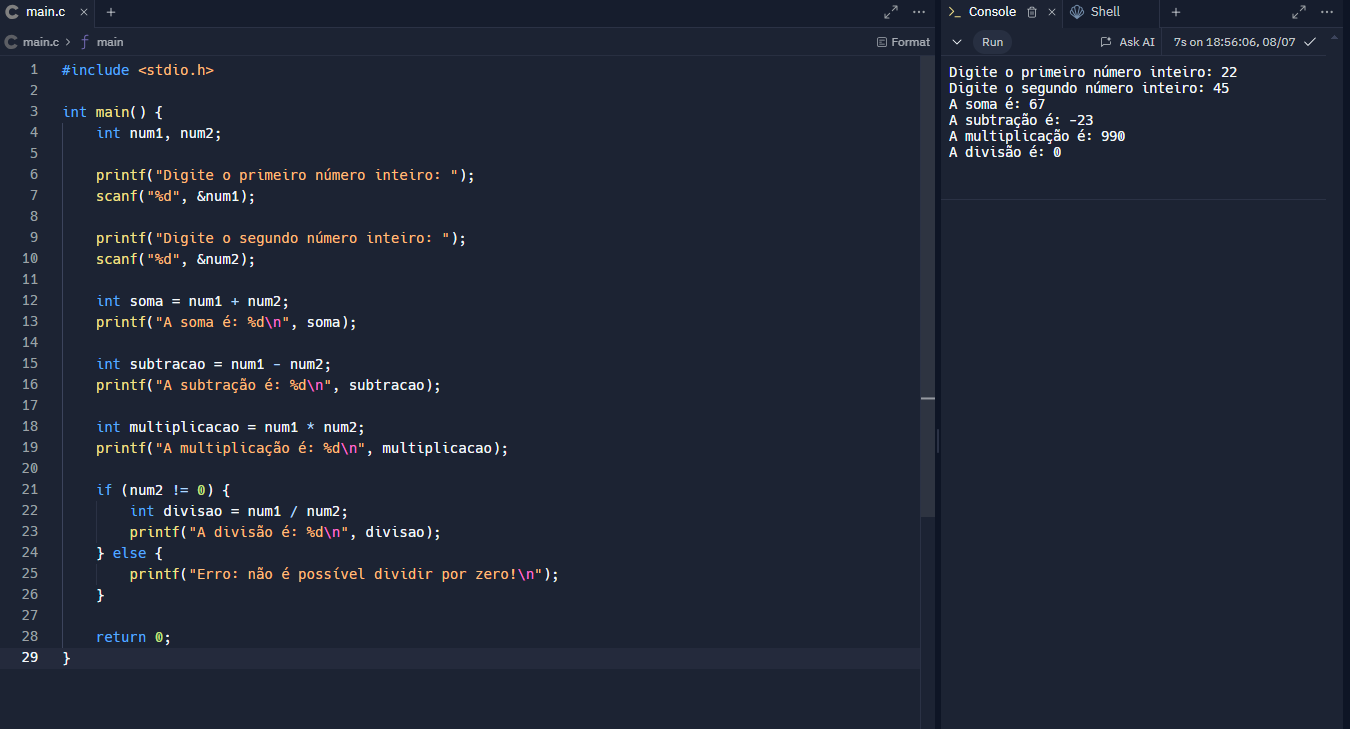 main.c × +
main.c > ƒ main
Format
1 #include <stdio.h>
2
3 int main() {
4 int num1, num2;
5
6 printf("Digite o primeiro número inteiro: ");
7 scanf("%d", &num1);
8
9 printf("Digite o segundo número inteiro: ");
10 scanf("%d", &num2);
11
12 int soma = num1 + num2;
13 printf("A soma é: %d\n", soma);
14
15 int subtracao = num1 - num2;
16 printf("A subtração é: %d\n", subtracao);
17
18 int multiplicacao = num1 * num2;
19 printf("A multiplicação é: %d\n", multiplicacao);
20
21 if (num2 != 0) {
22 int divisao = num1 / num2;
23 printf("A divisão é: %d\n", divisao);
24 } else {
25 printf("Erro: não é possível dividir por zero!\n");
26 }
27
28 return 0;
29 }
Console × Shell +
Run Ask AI 7s on 18:56:06, 08/07
Digite o primeiro número inteiro: 22
Digite o segundo número inteiro: 45
A soma é: 67
A subtração é: -23
A multiplicação é: 990
A divisão é: 0